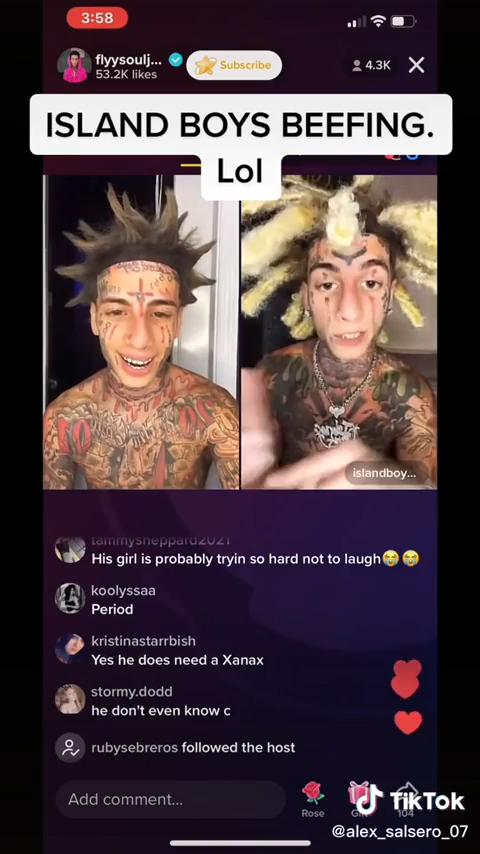 3:58
flyysoulj...
Subscribe
53.2K likes
4.3K
ISLAND BOYS BEEFING.
Lol
islandboy...
tammysheppard2021
His girl is probably tryin so hard not to laugh😭😭
koolyssaa
Period
kristinastarrbish
Yes he does need a Xanax
stormy.dodd
he don't even know c
rubysebreros followed the host
Add comment...
Rose
104
TikTok
@alex_salsero_07